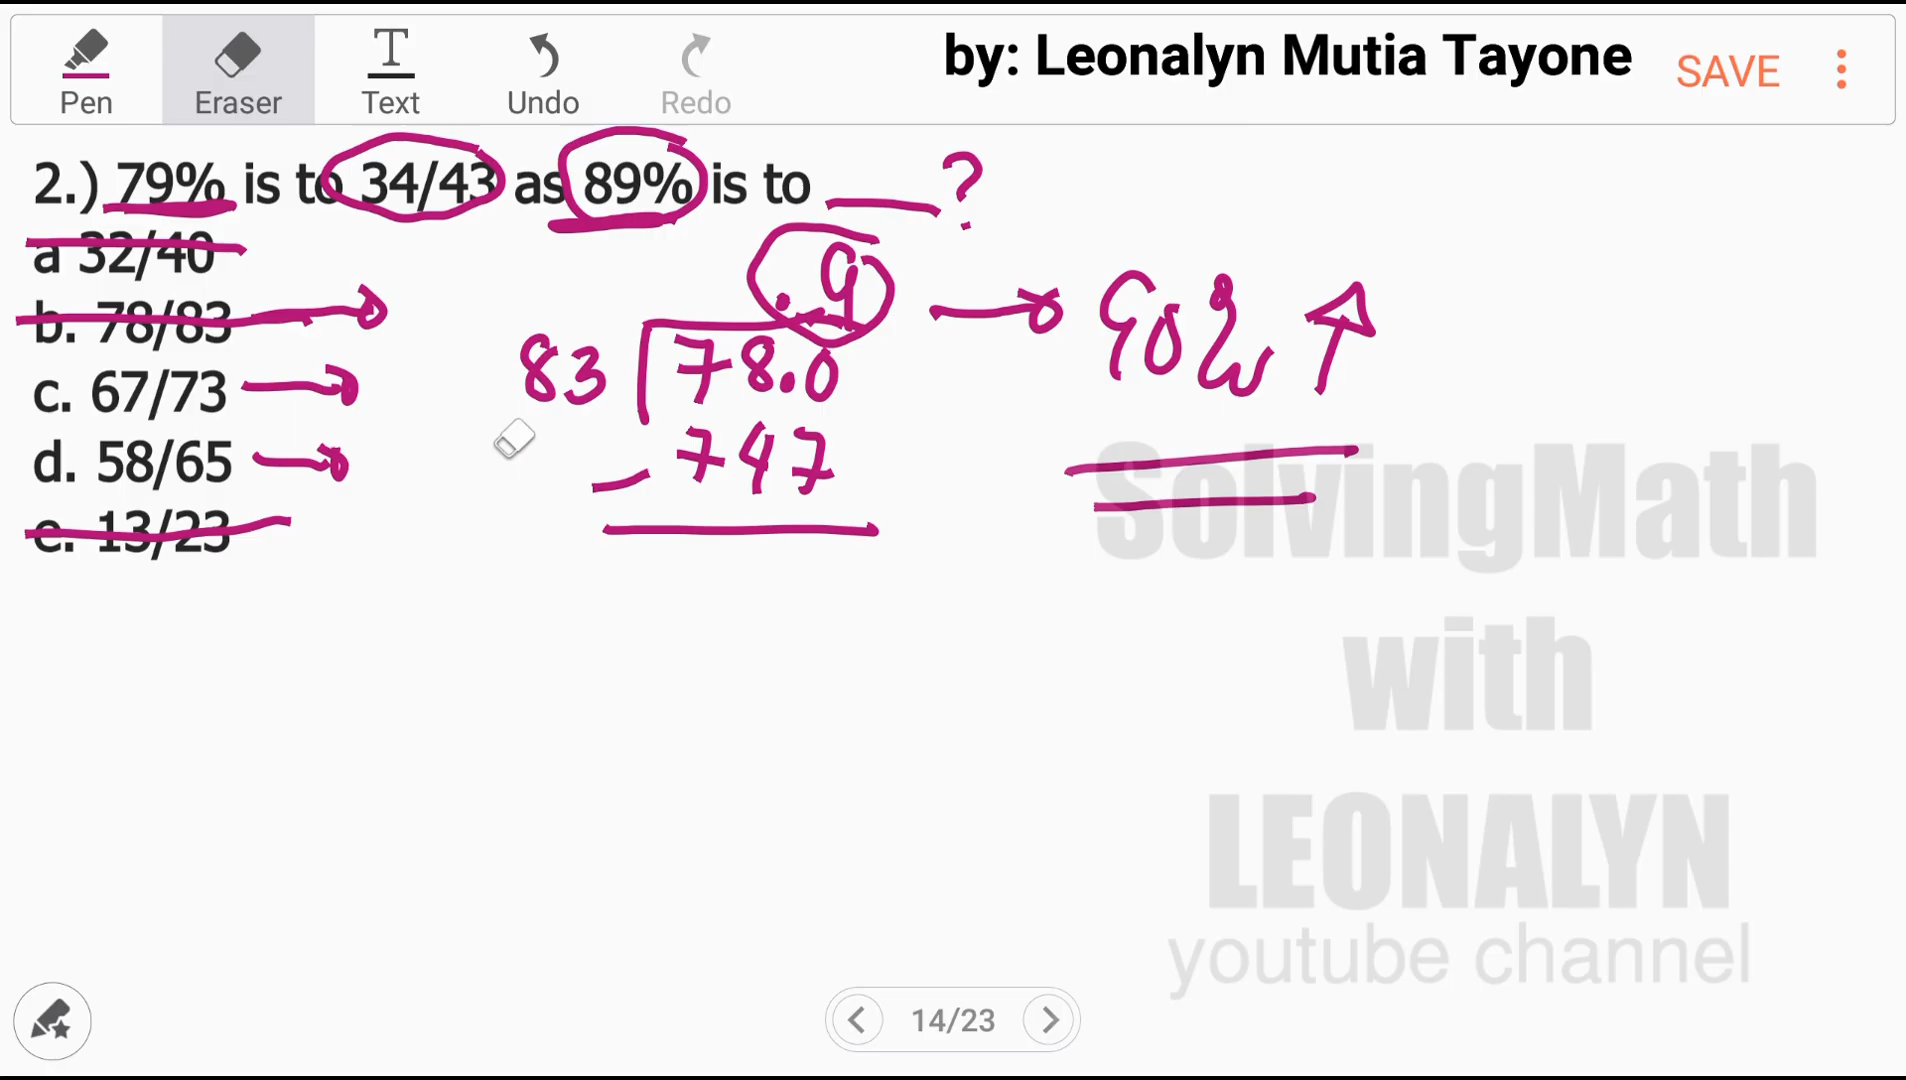 Pen Eraser Text Undo Redo by: Leonalyn Mutia Tayone SAVE
2.) 79% is to 34/43 as 89% is to ____?
a 32/40
b. 78/83
c. 67/73
d. 58/65
e. 13/23
.9 → 90% ↑
83 78.0
- 747
SolvingMath
with
LEONALYN
youtube channel
14/23